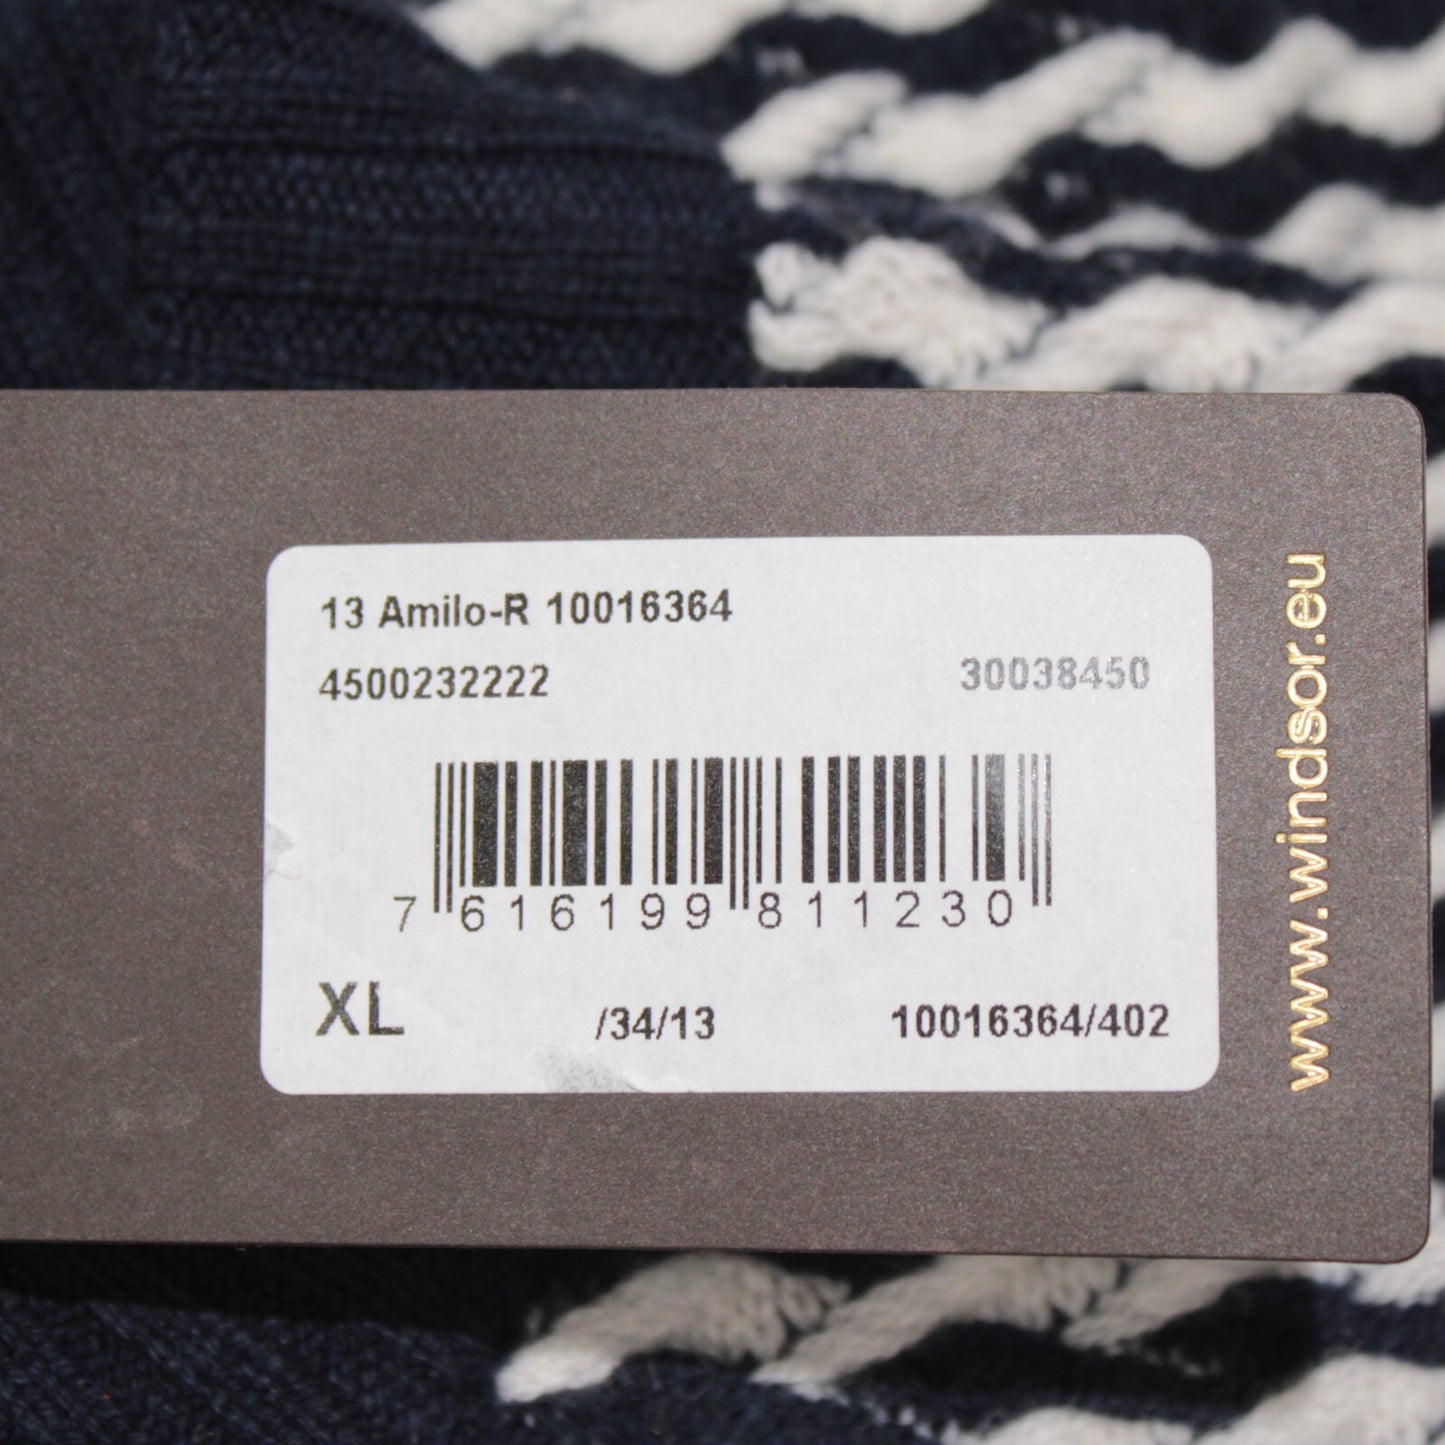 13 Amilo-R 10016364
4500232222 30038450
7 616199 811230
XL /34/13 10016364/402
www.windsor.eu